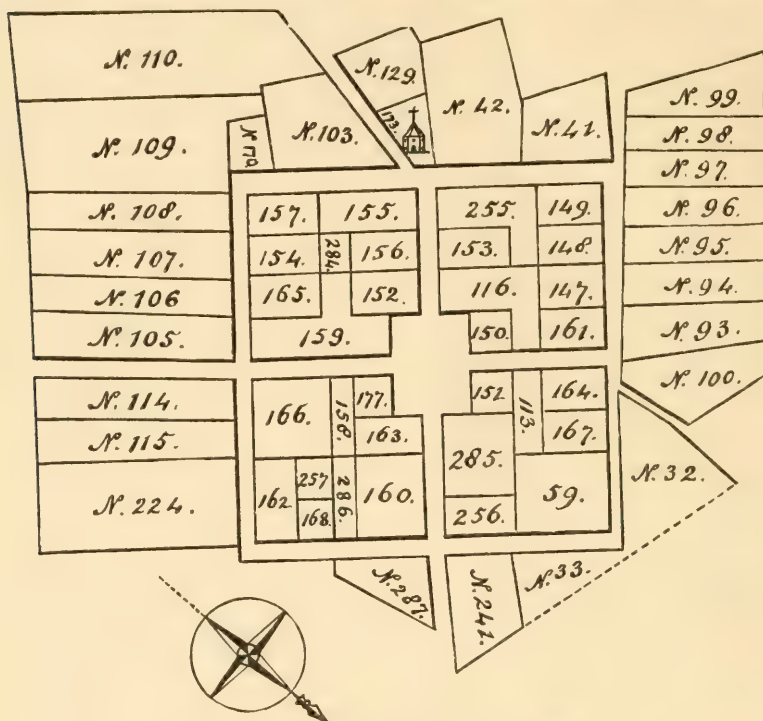 N. 110.
N. 129.
N. 42.
N. 99.
173.
N. 103.
N. 41.
N. 98.
N. 109.
N 170
N. 97.
N. 108.
157.
155.
255.
149.
N. 96.
N. 107.
154.
284.
156.
153.
148.
N. 95.
N. 106
165.
152.
116.
147.
N. 94.
N. 105.
159.
150.
161.
N. 93.
N. 100.
N. 114.
166.
158.
177.
151
113.
164.
N. 115.
163.
167.
N. 224.
162
257
168.
286.
160.
285.
59.
N. 32.
256.
N. 287.
N. 241.
N. 33.